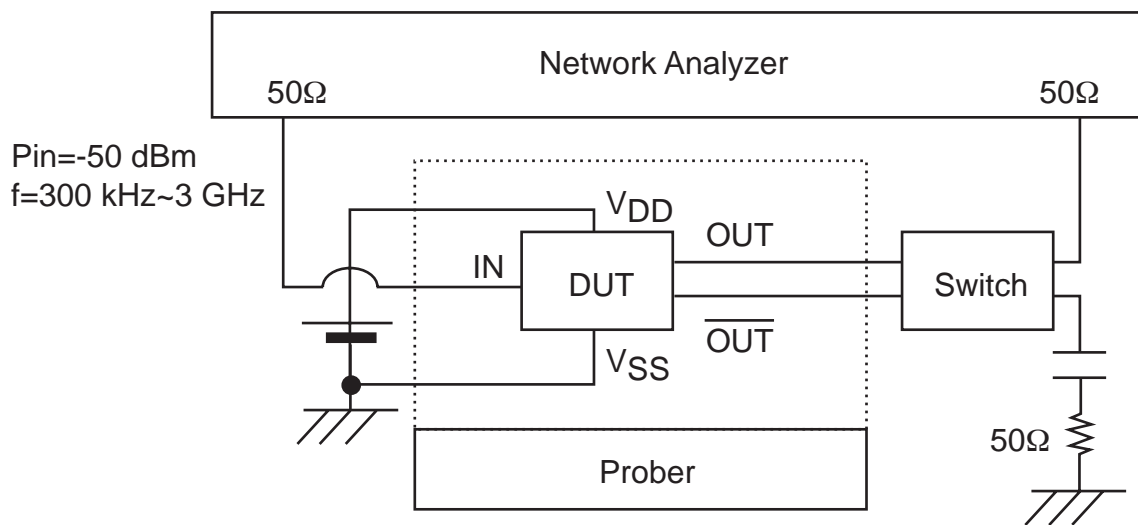 Network Analyzer
50Ω
50Ω
Pin=-50 dBm
f=300 kHz~3 GHz
VDD
OUT
IN
DUT
Switch
OUT
VSS
50Ω
Prober